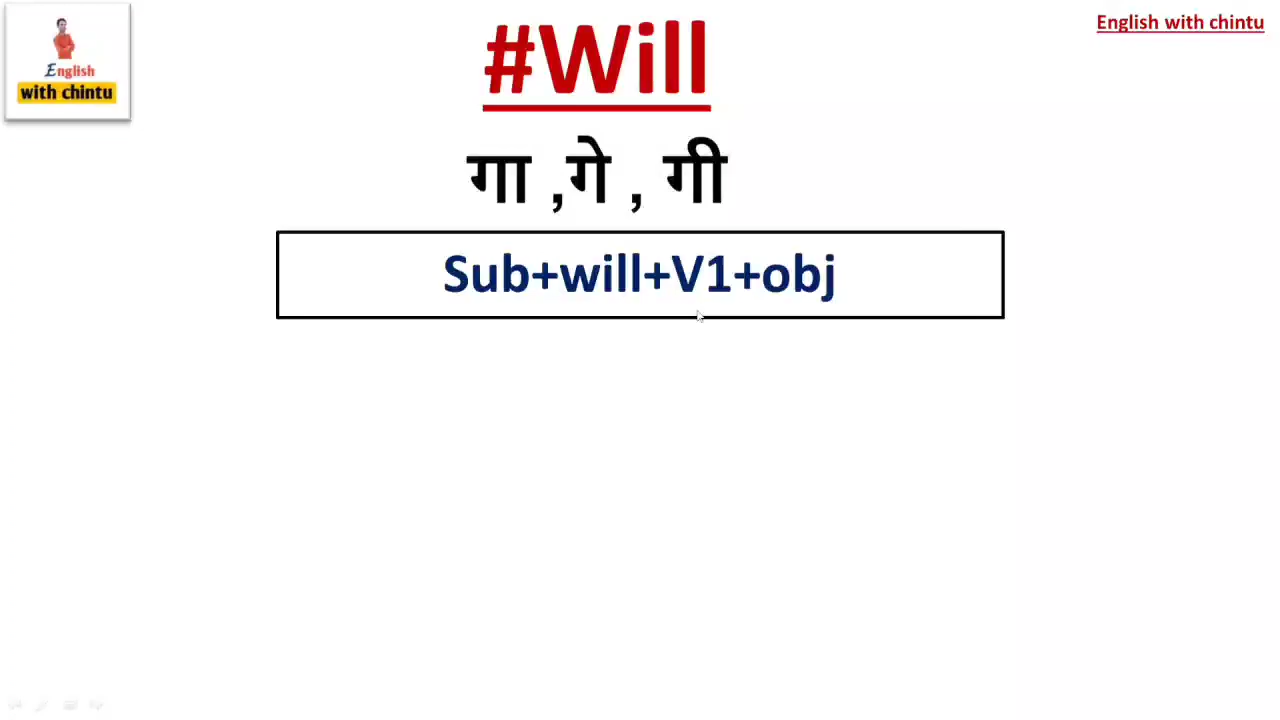 English
with chintu
English with chintu
#Will
गा ,गे , गी
Sub+will+V1+obj